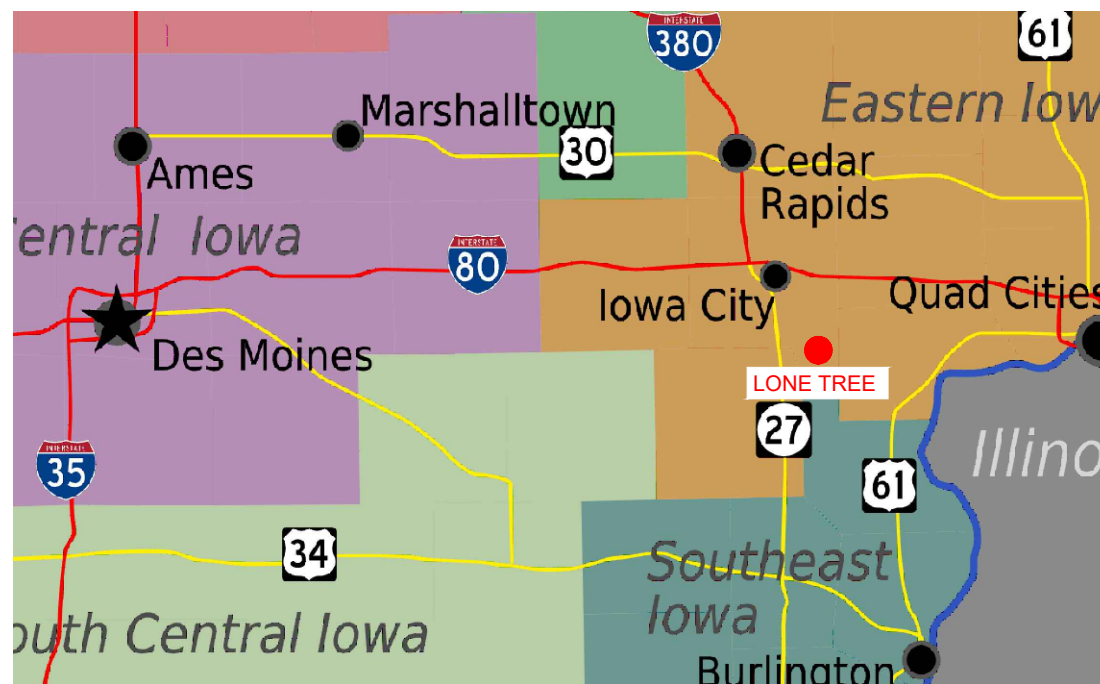 INTERSTATE
380
61
Marshalltown
Eastern Iow
30
Cedar
Rapids
Ames
entral Iowa
INTERSTATE
80
Iowa City
Quad Cities
Des Moines
LONE TREE
27
INTERSTATE
35
61
Illino
34
Southeast
Iowa
outh Central Iowa
Burlington